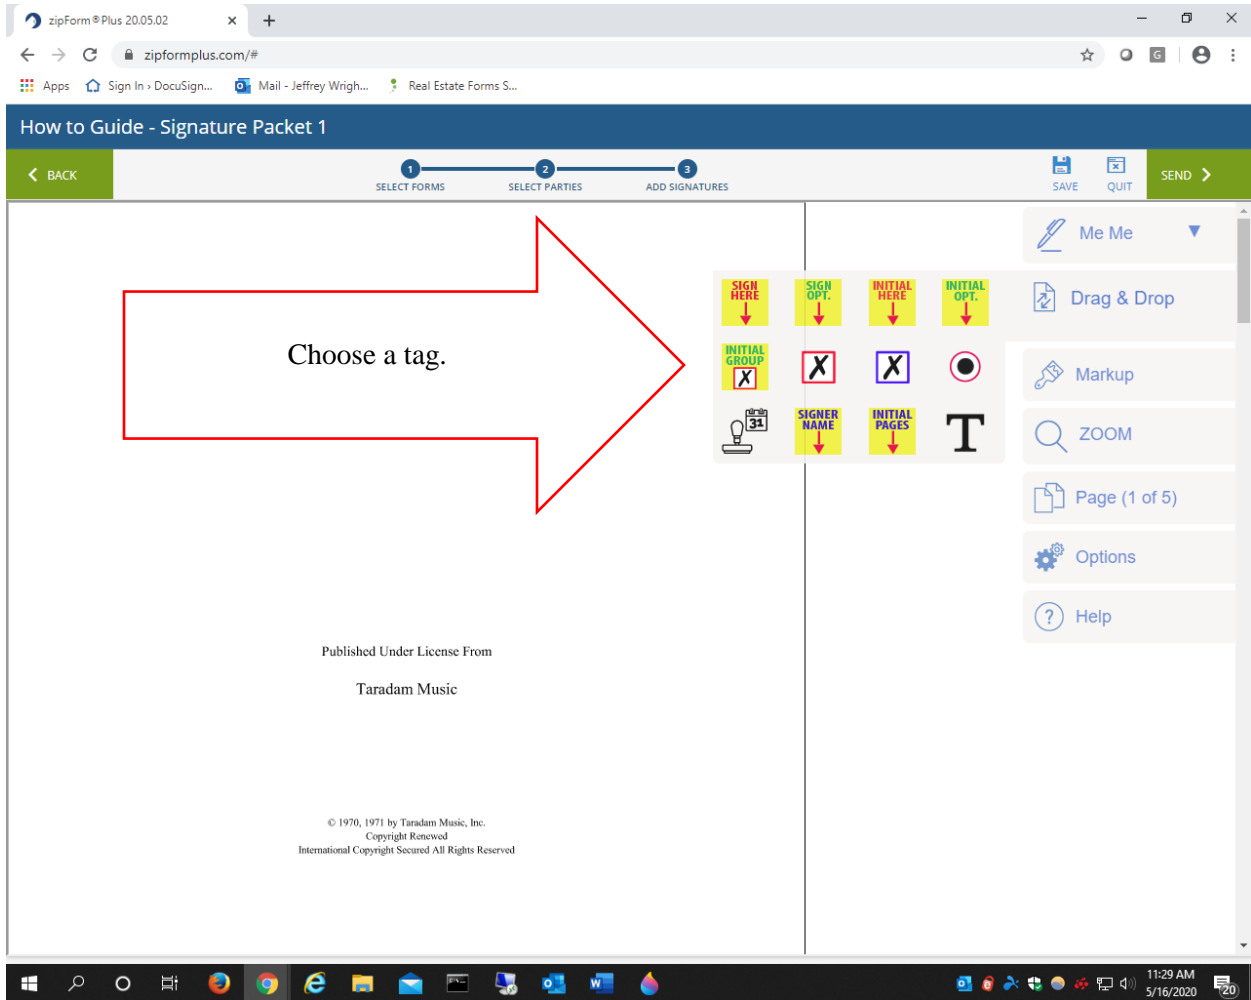 zipForm® Plus 20.05.02
zipformplus.com/#
G
Apps
Sign In › DocuSign...
Mail - Jeffrey Wrigh...
Real Estate Forms S...
How to Guide - Signature Packet 1
BACK
1
SELECT FORMS
2
SELECT PARTIES
3
ADD SIGNATURES
SAVE
QUIT
SEND
Me Me
Choose a tag.
SIGN
HERE
SIGN
OPT.
INITIAL
HERE
INITIAL
OPT.
Drag & Drop
INITIAL
GROUP
X
X
X
Markup
31
SIGNER
NAME
INITIAL
PAGES
T
ZOOM
Page (1 of 5)
Options
? Help
Published Under License From
Taradam Music
© 1970, 1971 by Taradam Music, Inc.
Copyright Renewed
International Copyright Secured All Rights Reserved
11:29 AM
5/16/2020
20